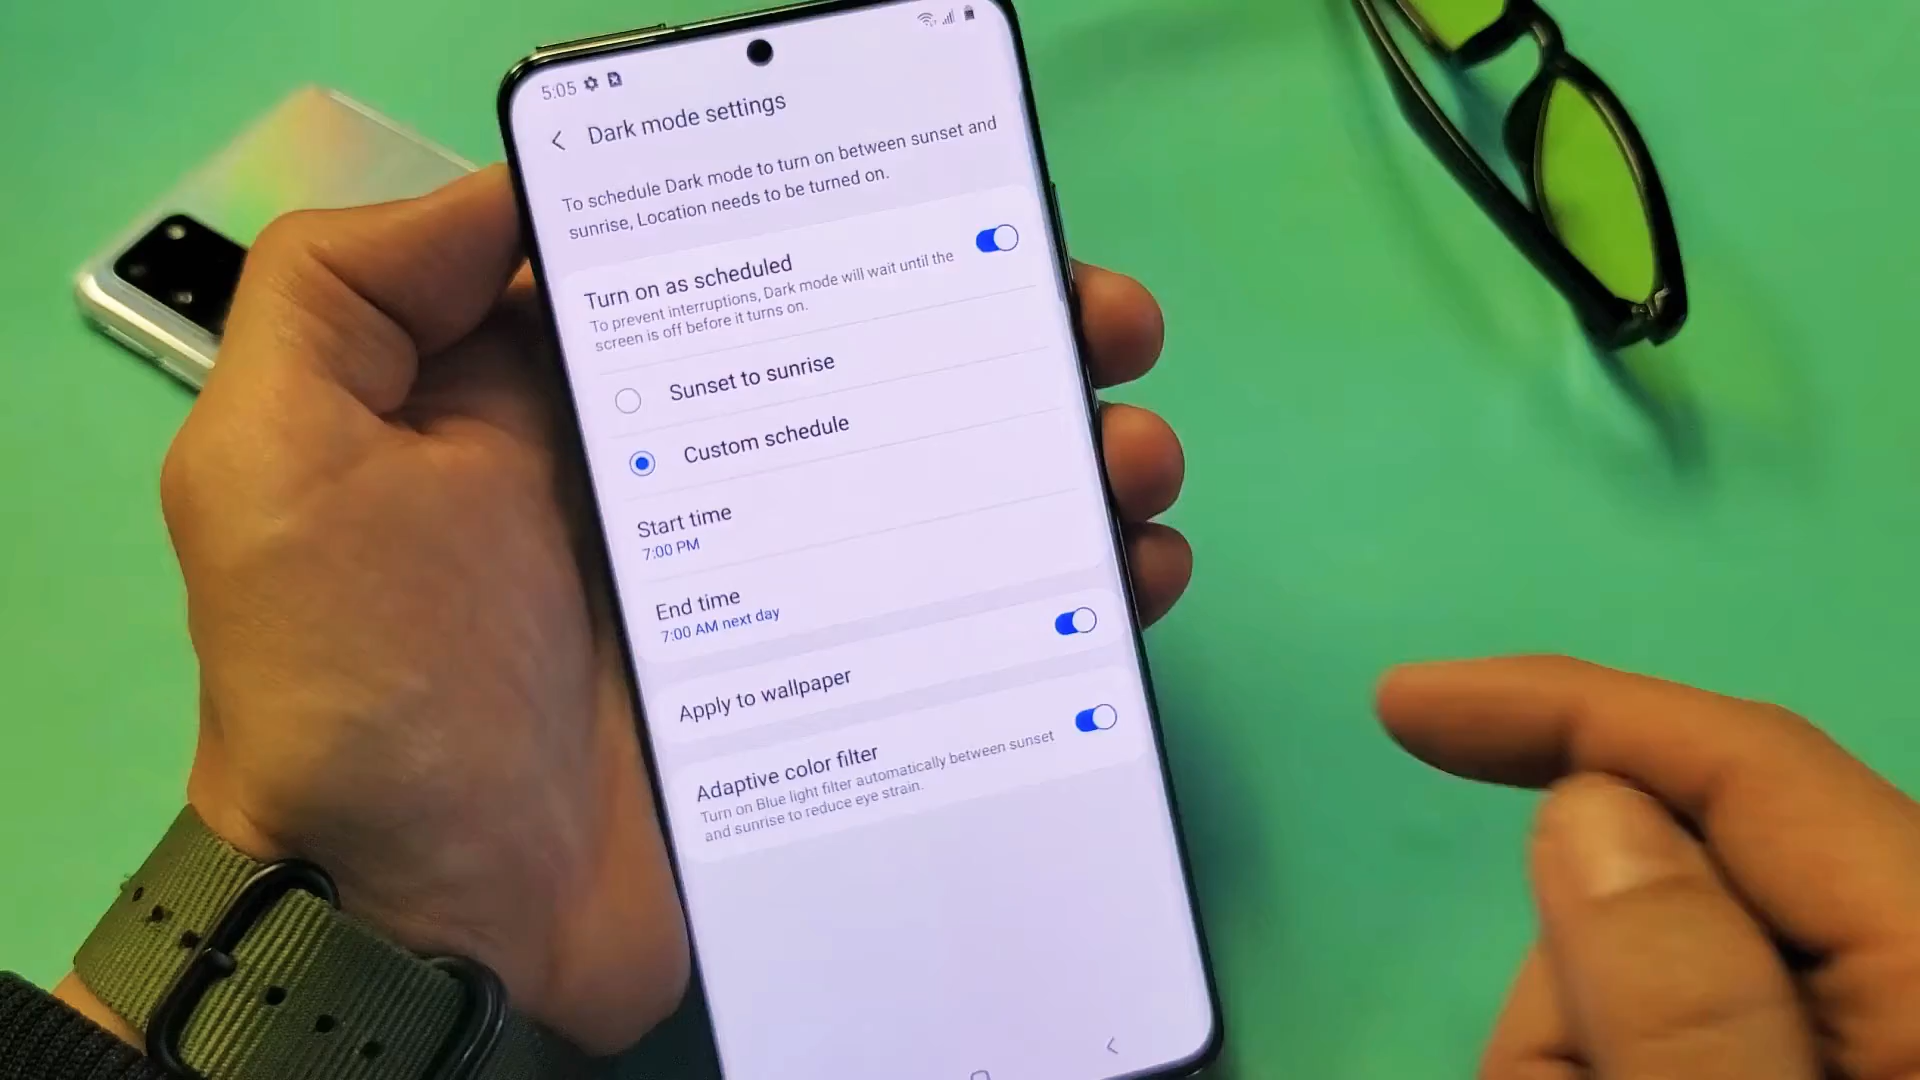 5:05
Dark mode settings
To schedule Dark mode to turn on between sunset and
sunrise, Location needs to be turned on.
Turn on as scheduled
To prevent interruptions, Dark mode will wait until the
screen is off before it turns on.
Sunset to sunrise
Custom schedule
Start time
7:00 PM
End time
7:00 AM next day
Apply to wallpaper
Adaptive color filter
Turn on Blue light filter automatically between sunset
and sunrise to reduce eye strain.